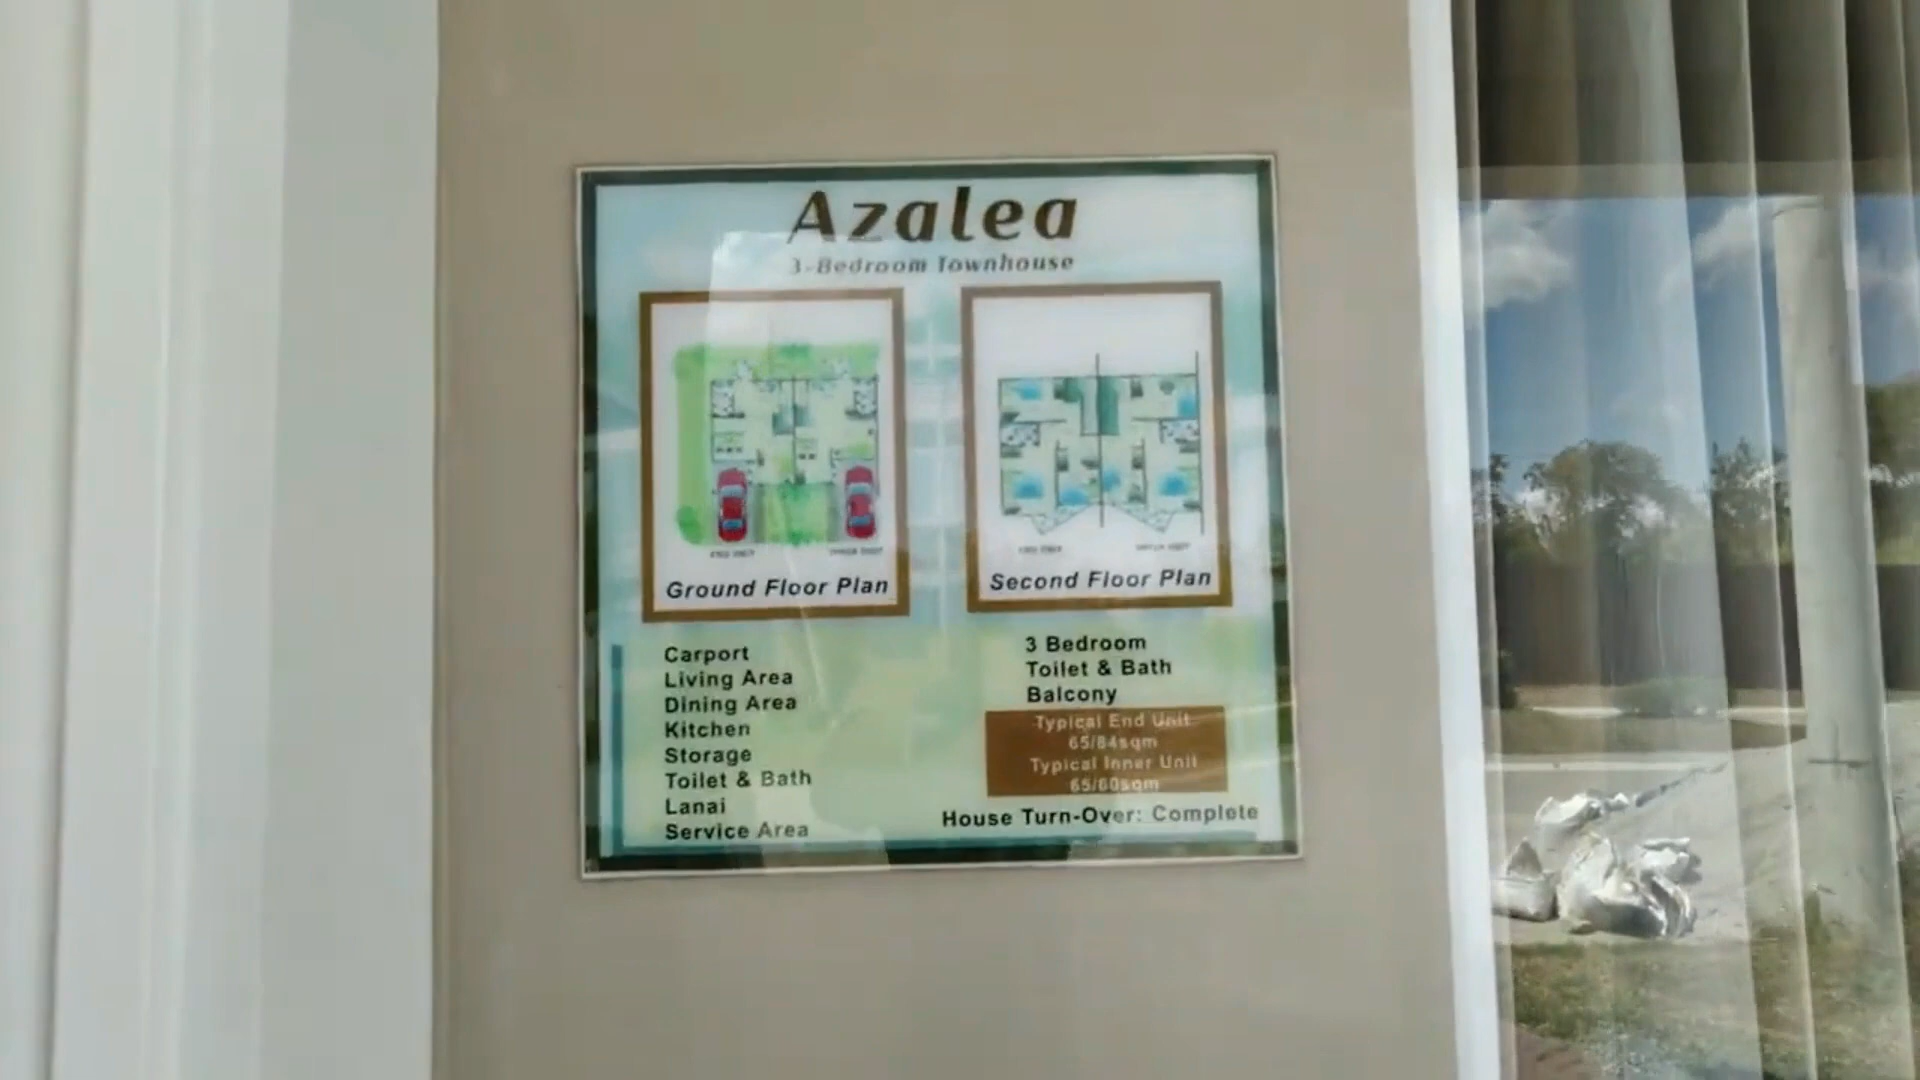 Azalea
3-Bedroom Townhouse
Ground Floor Plan
Second Floor Plan
Carport
Living Area
Dining Area
Kitchen
Storage
Toilet & Bath
Lanai
Service Area
3 Bedroom
Toilet & Bath
Balcony
Typical End Unit
65/84sqm
Typical Inner Unit
65/60sqm
House Turn-Over: Complete